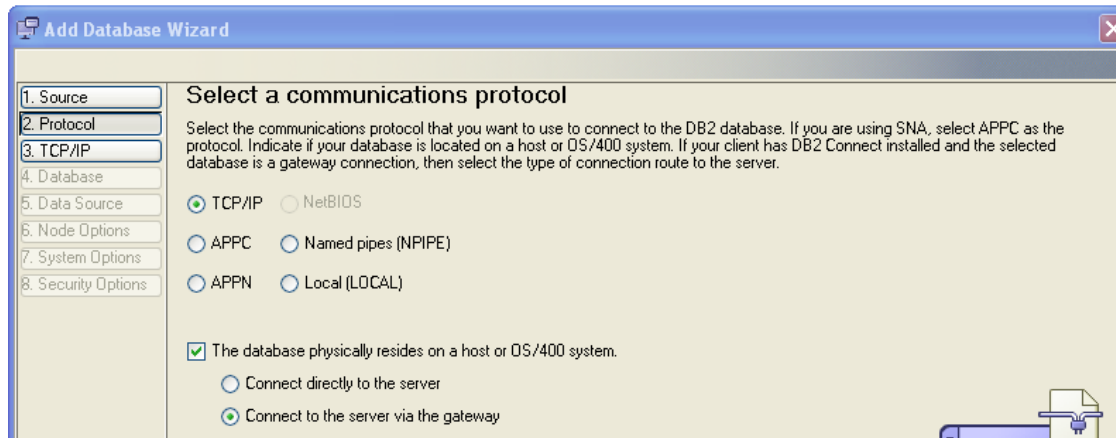 Add Database Wizard
1. Source
2. Protocol
3. TCP/IP
4. Database
5. Data Source
6. Node Options
7. System Options
8. Security Options
Select a communications protocol
Select the communications protocol that you want to use to connect to the DB2 database. If you are using SNA, select APPC as the
protocol. Indicate if your database is located on a host or OS/400 system. If your client has DB2 Connect installed and the selected
database is a gateway connection, then select the type of connection route to the server.
TCP/IP NetBIOS
APPC Named pipes (NPIPE)
APPN Local (LOCAL)
The database physically resides on a host or OS/400 system.
Connect directly to the server
Connect to the server via the gateway